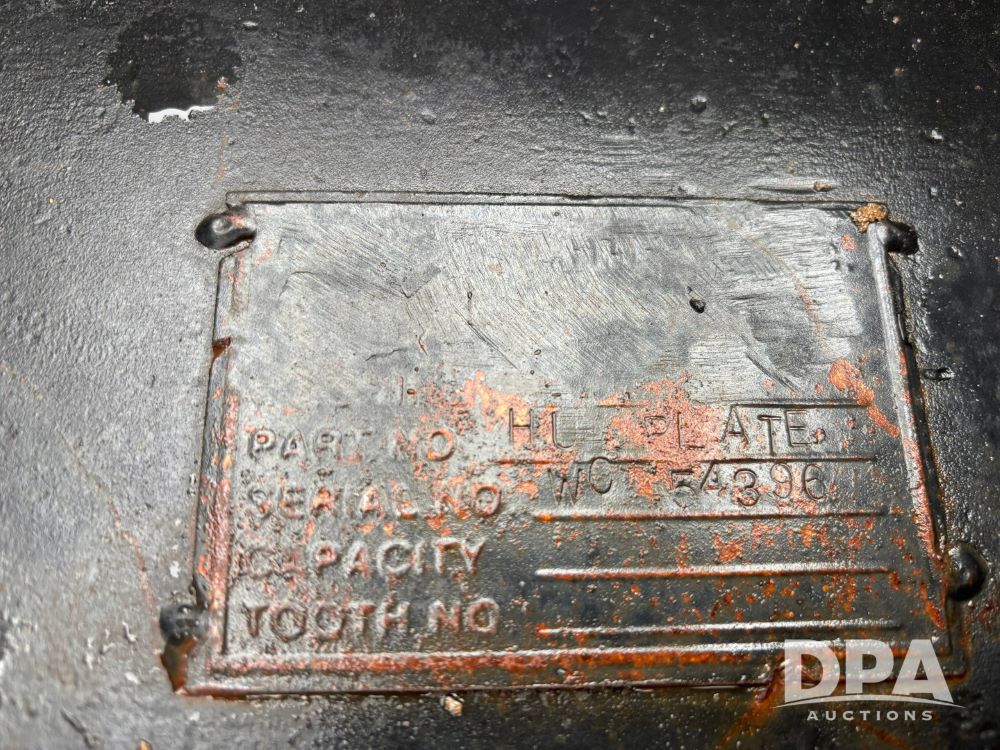 PART NO HL PLATE
SERIAL NO WC 54396
CAPACITY
TOOTH NO
DPA
AUCTIONS